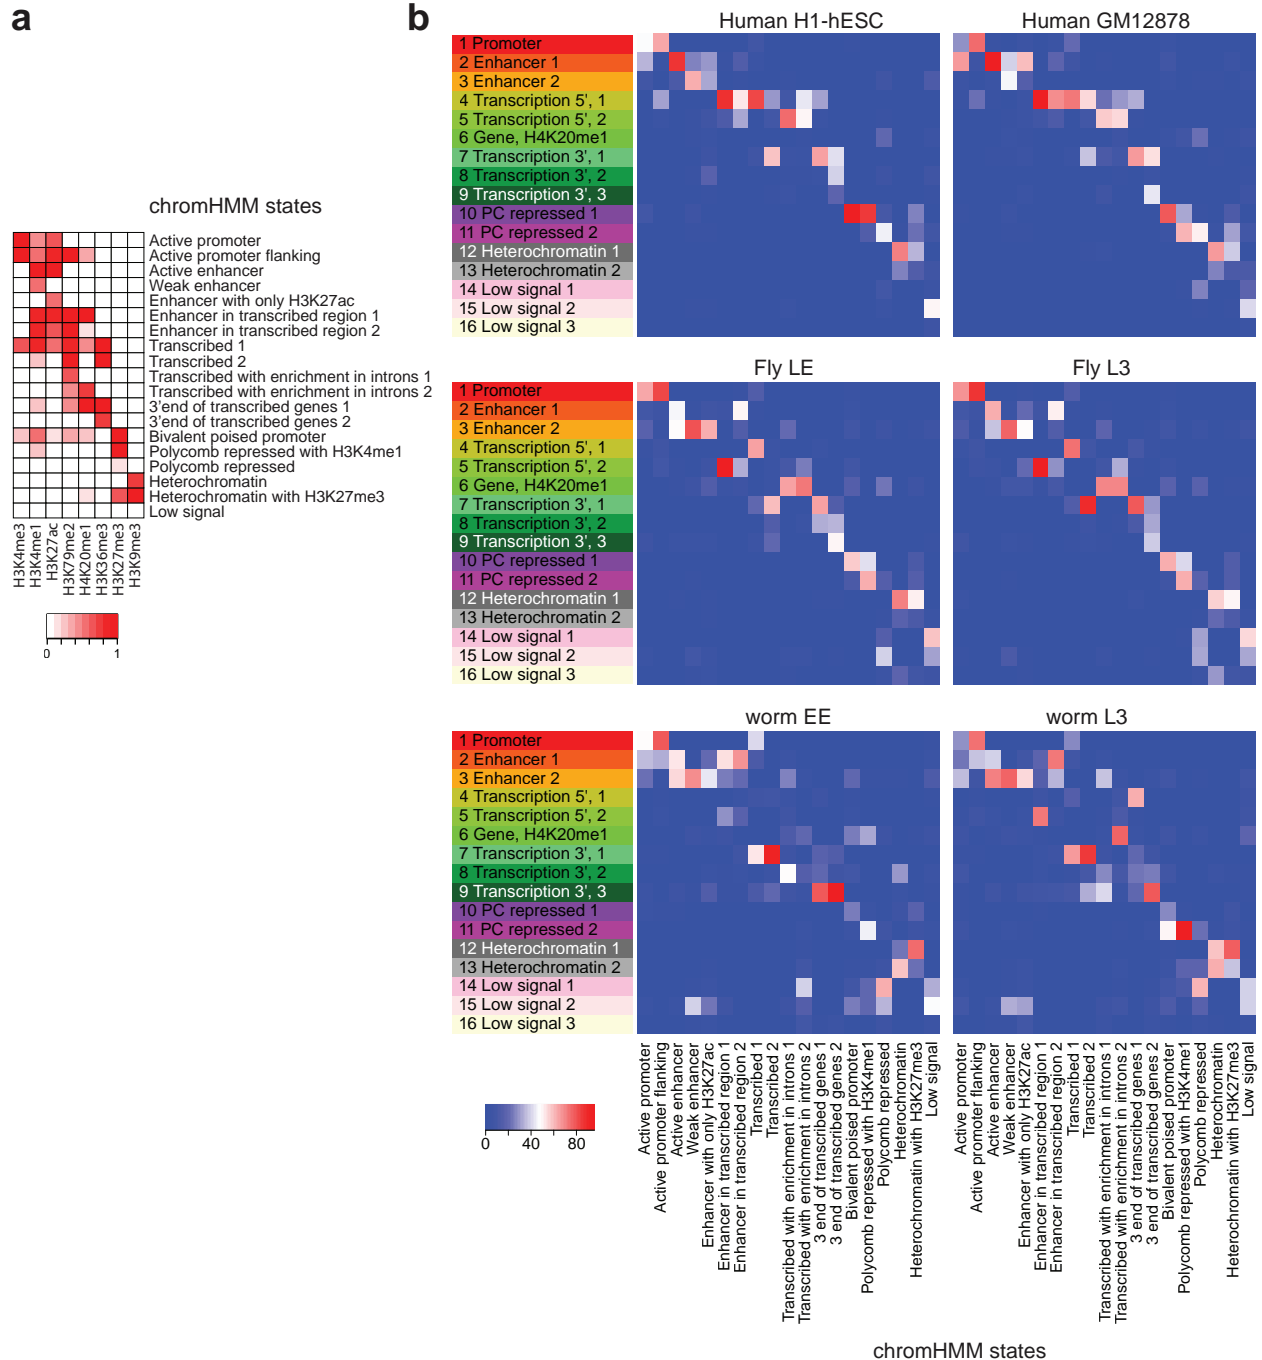 a
chromHMM states
Active promoter
Active promoter flanking
Active enhancer
Weak enhancer
Enhancer with only H3K27ac
Enhancer in transcribed region 1
Enhancer in transcribed region 2
Transcribed 1
Transcribed 2
Transcribed with enrichment in introns 1
Transcribed with enrichment in introns 2
3'end of transcribed genes 1
3'end of transcribed genes 2
Bivalent poised promoter
Polycomb repressed with H3K4me1
Polycomb repressed
Heterochromatin
Heterochromatin with H3K27me3
Low signal
H3K4me3
H3K4me1
H3K27ac
H3K79me2
H4K20me1
H3K36me3
H3K27me3
H3K9me3
0 1
b
Human H1-hESC
Human GM12878
1 Promoter
2 Enhancer 1
3 Enhancer 2
4 Transcription 5', 1
5 Transcription 5', 2
6 Gene, H4K20me1
7 Transcription 3', 1
8 Transcription 3', 2
9 Transcription 3', 3
10 PC repressed 1
11 PC repressed 2
12 Heterochromatin 1
13 Heterochromatin 2
14 Low signal 1
15 Low signal 2
16 Low signal 3
Fly LE
Fly L3
1 Promoter
2 Enhancer 1
3 Enhancer 2
4 Transcription 5', 1
5 Transcription 5', 2
6 Gene, H4K20me1
7 Transcription 3', 1
8 Transcription 3', 2
9 Transcription 3', 3
10 PC repressed 1
11 PC repressed 2
12 Heterochromatin 1
13 Heterochromatin 2
14 Low signal 1
15 Low signal 2
16 Low signal 3
worm EE
worm L3
1 Promoter
2 Enhancer 1
3 Enhancer 2
4 Transcription 5', 1
5 Transcription 5', 2
6 Gene, H4K20me1
7 Transcription 3', 1
8 Transcription 3', 2
9 Transcription 3', 3
10 PC repressed 1
11 PC repressed 2
12 Heterochromatin 1
13 Heterochromatin 2
14 Low signal 1
15 Low signal 2
16 Low signal 3
0 40 80
Active promoter
Active promoter flanking
Active enhancer
Weak enhancer
Enhancer with only H3K27ac
Enhancer in transcribed region 1
Enhancer in transcribed region 2
Transcribed 1
Transcribed 2
Transcribed with enrichment in introns 1
Transcribed with enrichment in introns 2
3 end of transcribed genes 1
3 end of transcribed genes 2
Bivalent poised promoter
Polycomb repressed with H3K4me1
Polycomb repressed
Heterochromatin
Heterochromatin with H3K27me3
Low signal
Active promoter
Active promoter flanking
Active enhancer
Weak enhancer
Enhancer with only H3K27ac
Enhancer in transcribed region 1
Enhancer in transcribed region 2
Transcribed 1
Transcribed 2
Transcribed with enrichment in introns 1
Transcribed with enrichment in introns 2
3 end of transcribed genes 1
3 end of transcribed genes 2
Bivalent poised promoter
Polycomb repressed with H3K4me1
Polycomb repressed
Heterochromatin
Heterochromatin with H3K27me3
Low signal
chromHMM states